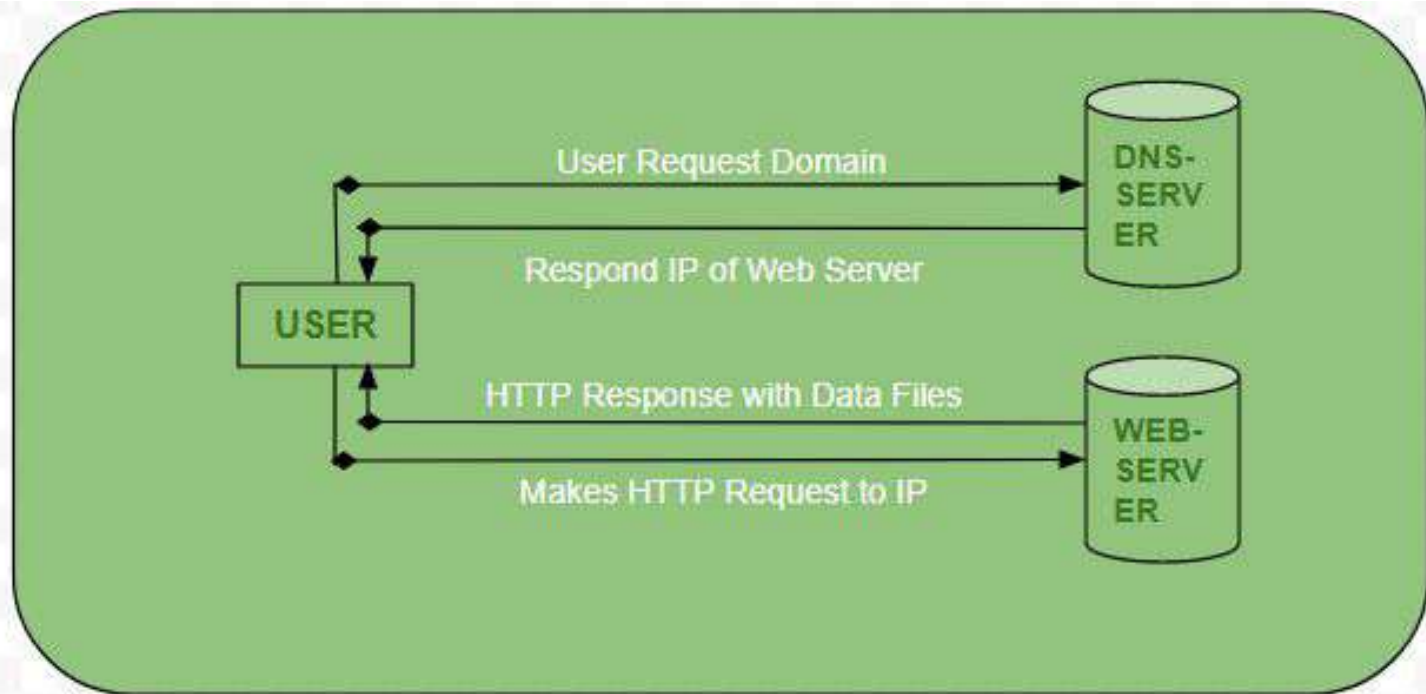 User Request Domain
DNS-
SERV
ER
Respond IP of Web Server
USER
HTTP Response with Data Files
WEB-
SERV
ER
Makes HTTP Request to IP